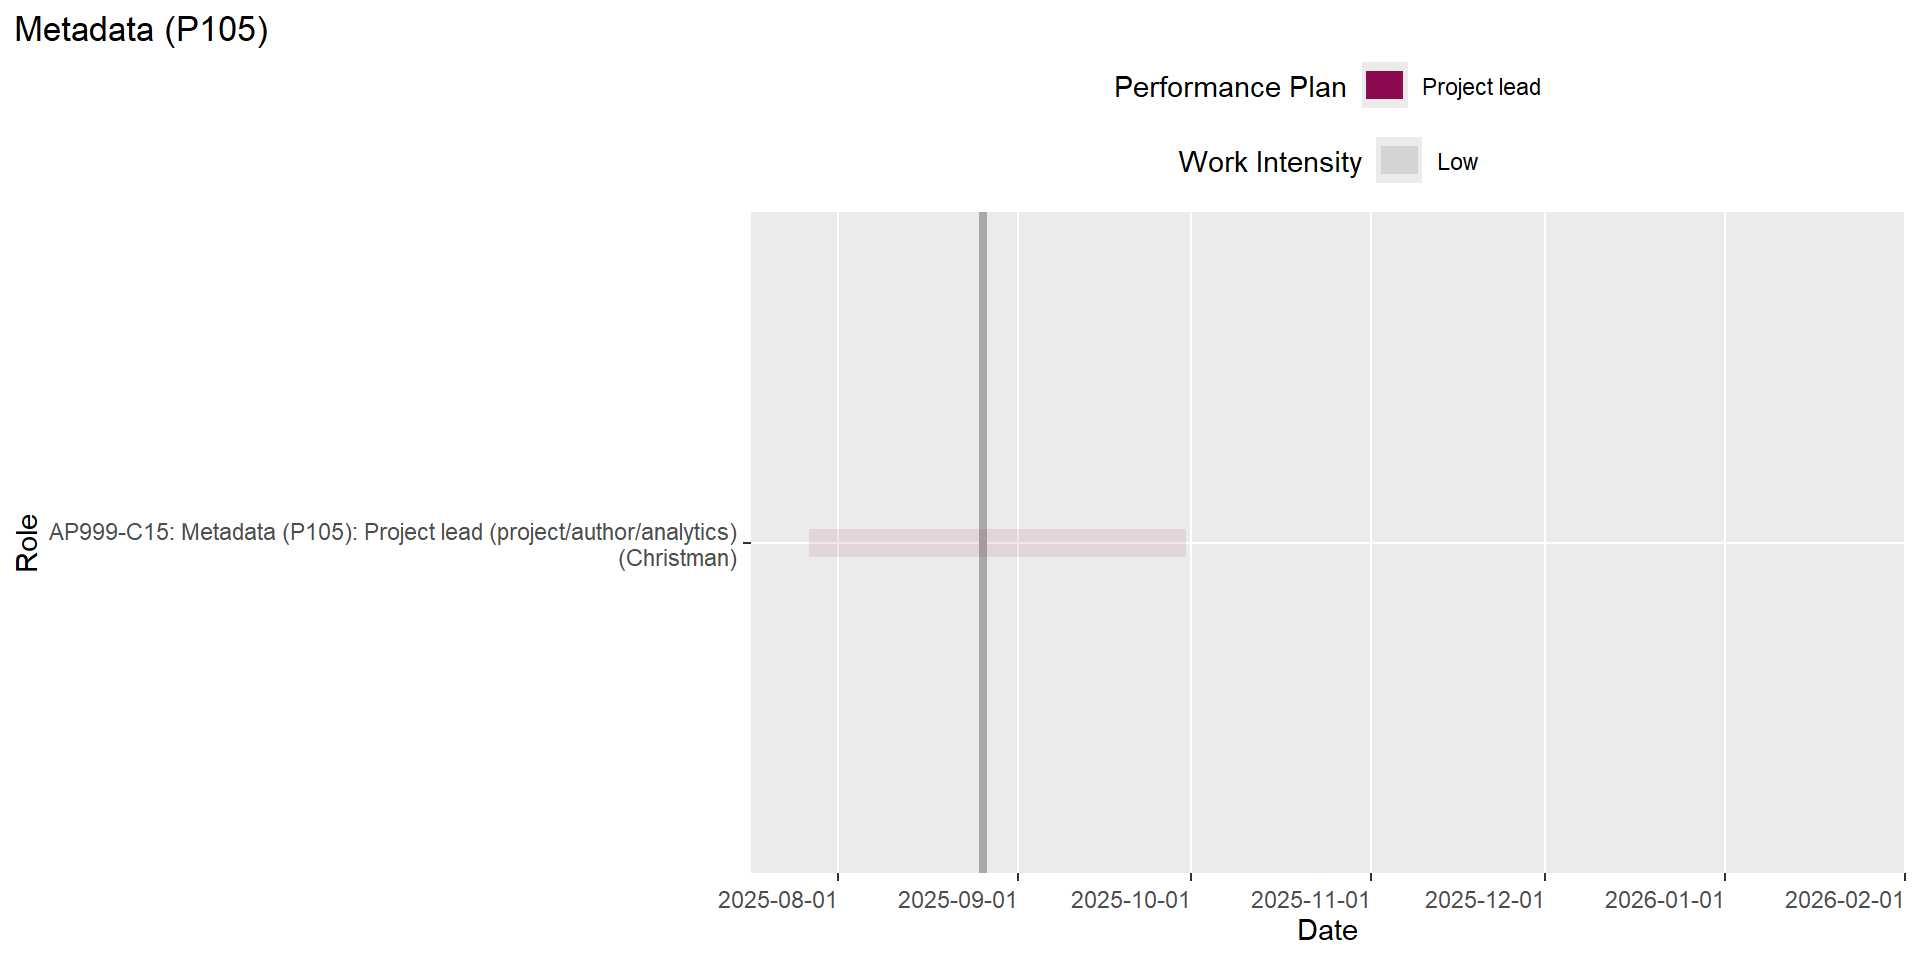 Metadata (P105)
Performance Plan
Project lead
Work Intensity
Low
Role
AP999-C15: Metadata (P105): Project lead (project/author/analytics)
(Christman)
2025-08-01
2025-09-01
2025-10-01
2025-11-01
2025-12-01
2026-01-01
2026-02-01
Date